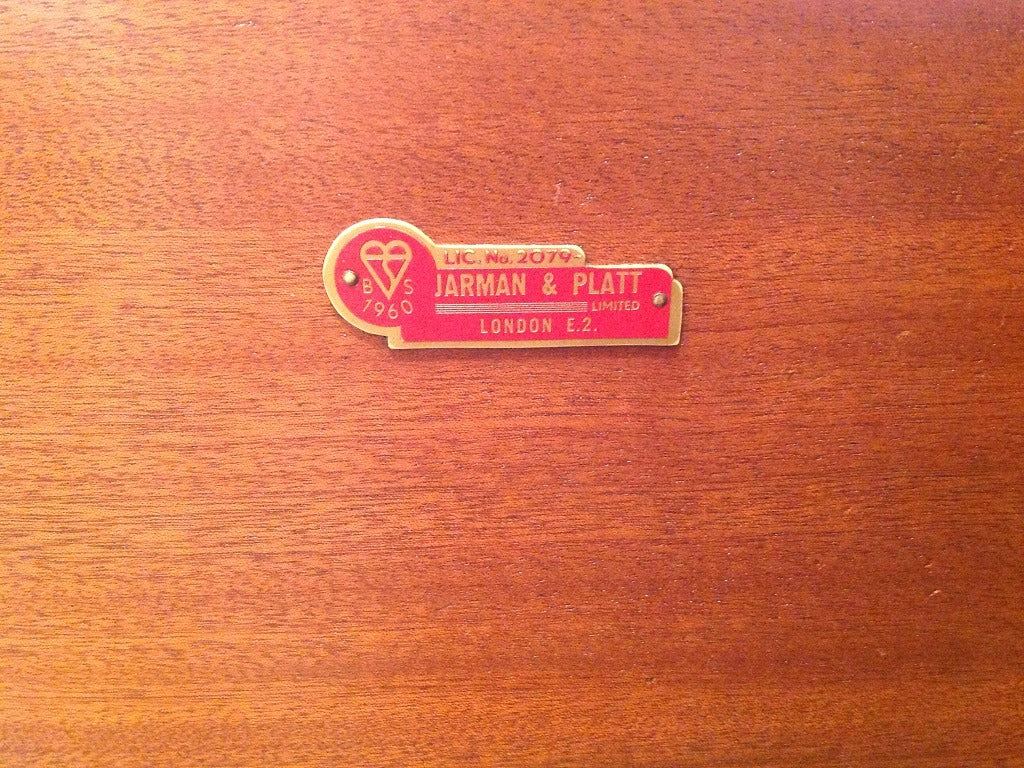 LIC. No. 2079
JARMAN & PLATT
LIMITED
LONDON E.2.
B S
1960